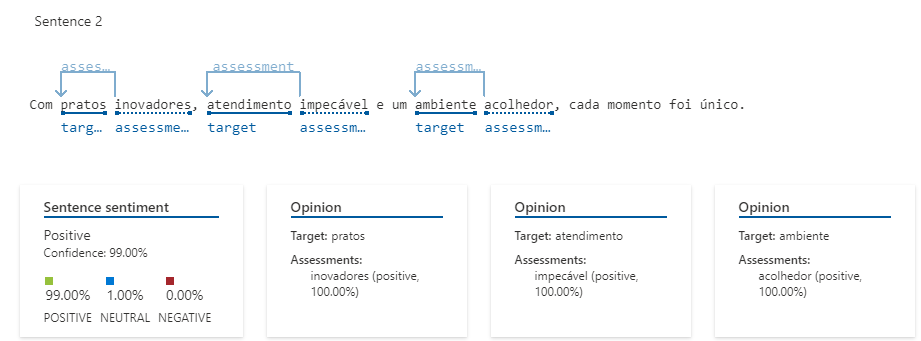 Sentence 2
asses… assessment assessm…
Com pratos inovadores, atendimento impecável e um ambiente acolhedor, cada momento foi único.
targ… assessme… target assessm… target assessm…
Sentence sentiment
Positive
Confidence: 99.00%
99.00% 1.00% 0.00%
POSITIVE NEUTRAL NEGATIVE
Opinion
Target: pratos
Assessments:
inovadores (positive,
100.00%)
Opinion
Target: atendimento
Assessments:
impecável (positive,
100.00%)
Opinion
Target: ambiente
Assessments:
acolhedor (positive,
100.00%)